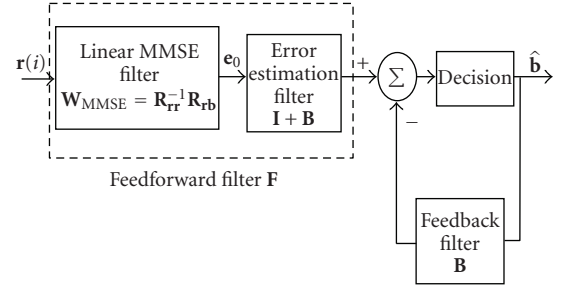 r(i)
Linear MMSE
filter
W_MMSE = R_rr^−1 R_rb
e_0
Error
estimation
filter
I + B
+
∑
−
Decision
b̂
Feedforward filter F
Feedback
filter
B